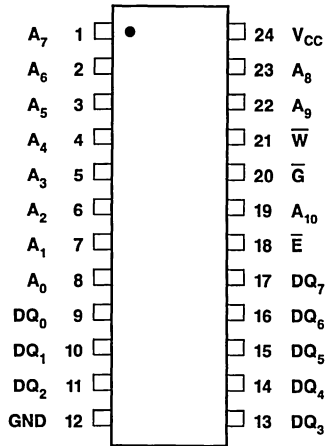 A7 1 24 VCC
A6 2 23 A8
A5 3 22 A9
A4 4 21 W̅
A3 5 20 G̅
A2 6 19 A10
A1 7 18 E̅
A0 8 17 DQ7
DQ0 9 16 DQ6
DQ1 10 15 DQ5
DQ2 11 14 DQ4
GND 12 13 DQ3